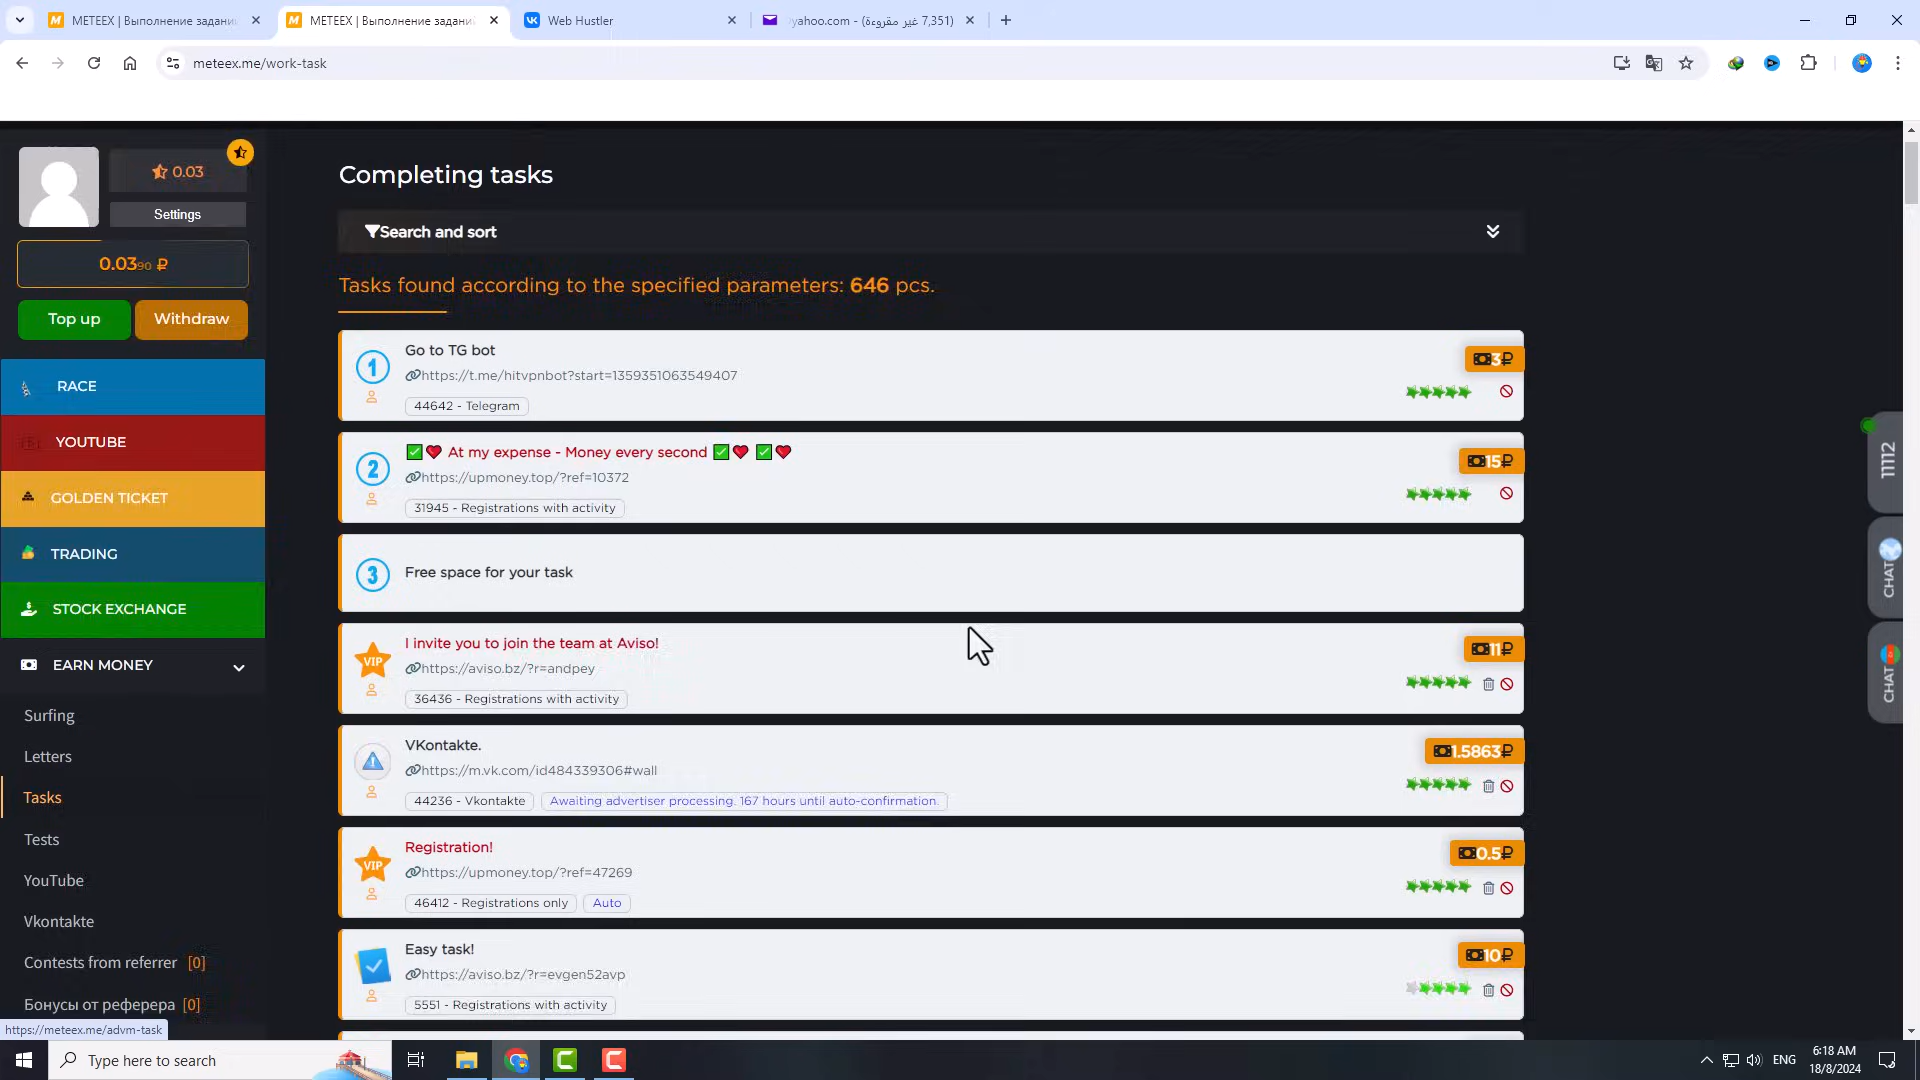 METEEX | Выполнение задани
METEEX | Выполнение задани
Web Hustler
yahoo.com - (7,351 غير مقروءة)
meteex.me/work-task
0.03
Settings
0.0390 ₽
Top up
Withdraw
RACE
YOUTUBE
GOLDEN TICKET
TRADING
STOCK EXCHANGE
EARN MONEY
Surfing
Letters
Tasks
Tests
YouTube
Vkontakte
Contests from referrer [0]
Бонусы от реферера [0]
https://meteex.me/advm-task
Completing tasks
Search and sort
Tasks found according to the specified parameters: 646 pcs.
1
Go to TG bot
https://t.me/hitvpnbot?start=1359351063549407
44642 - Telegram
3₽
2
✅❤ At my expense - Money every second ✅❤ ✅❤
https://upmoney.top/?ref=10372
31945 - Registrations with activity
15₽
3
Free space for your task
VIP
I invite you to join the team at Aviso!
https://aviso.bz/?r=andpey
36436 - Registrations with activity
11₽
VKontakte.
https://m.vk.com/id484339306#wall
44236 - Vkontakte
Awaiting advertiser processing. 167 hours until auto-confirmation.
1.5863₽
VIP
Registration!
https://upmoney.top/?ref=47269
46412 - Registrations only
Auto
0.5₽
Easy task!
https://aviso.bz/?r=evgen52avp
5551 - Registrations with activity
10₽
11112
CHAT
CHAT
Type here to search
ENG
6:18 AM
18/8/2024